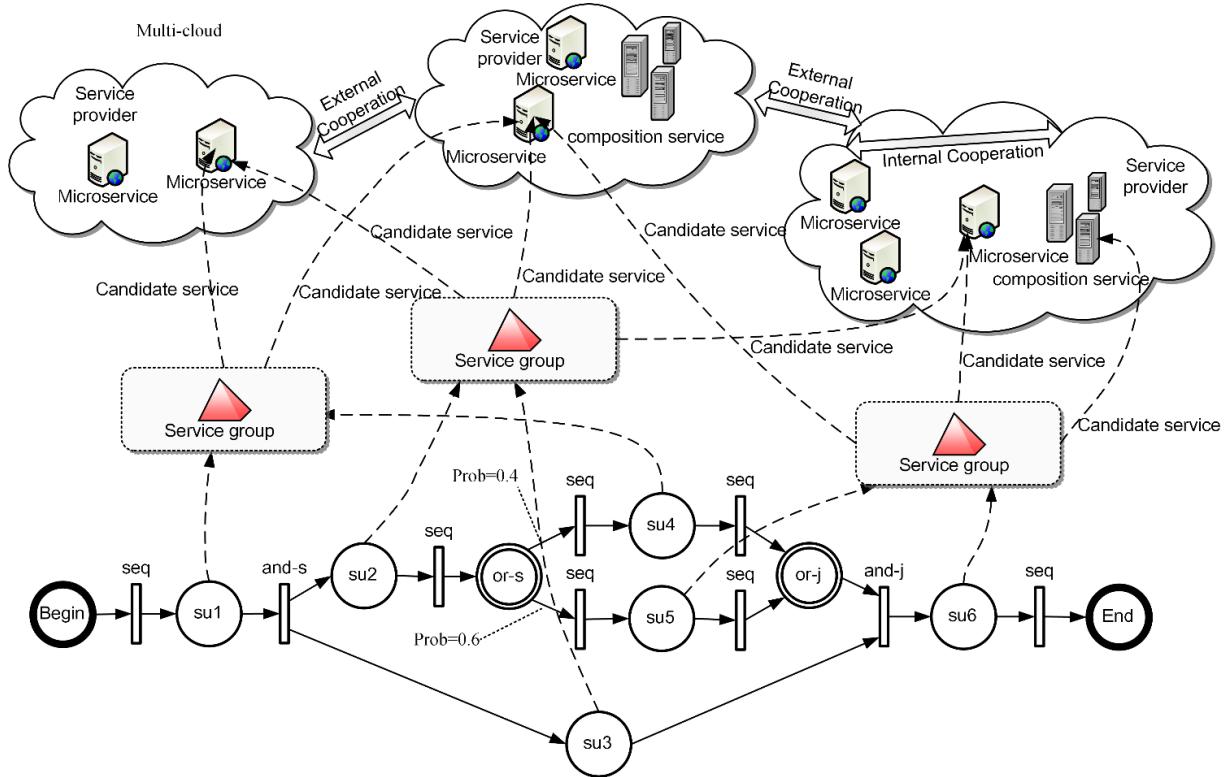 Multi-cloud
Service
provider
Microservice
Microservice
External
Cooperation
Service
provider
Microservice
Microservice
composition service
External
Cooperation
Internal Cooperation
Service
provider
Microservice
Microservice
Microservice
composition service
Candidate service
Candidate service
Candidate service
Candidate service
Candidate service
Candidate service
Candidate service
Candidate service
Service group
Service group
Service group
Prob=0.4
Prob=0.6
Begin
seq
su1
and-s
su2
seq
or-s
seq
su4
seq
seq
su5
seq
or-j
and-j
su6
seq
End
su3